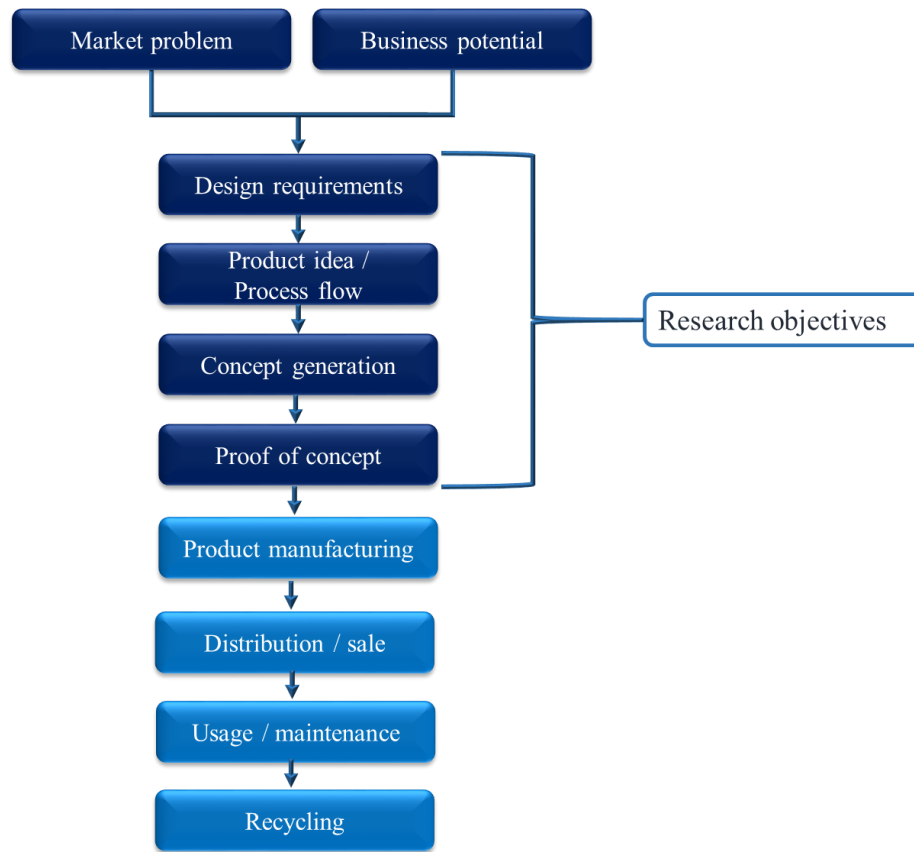 Market problem
Business potential
Design requirements
Product idea /
Process flow
Research objectives
Concept generation
Proof of concept
Product manufacturing
Distribution / sale
Usage / maintenance
Recycling